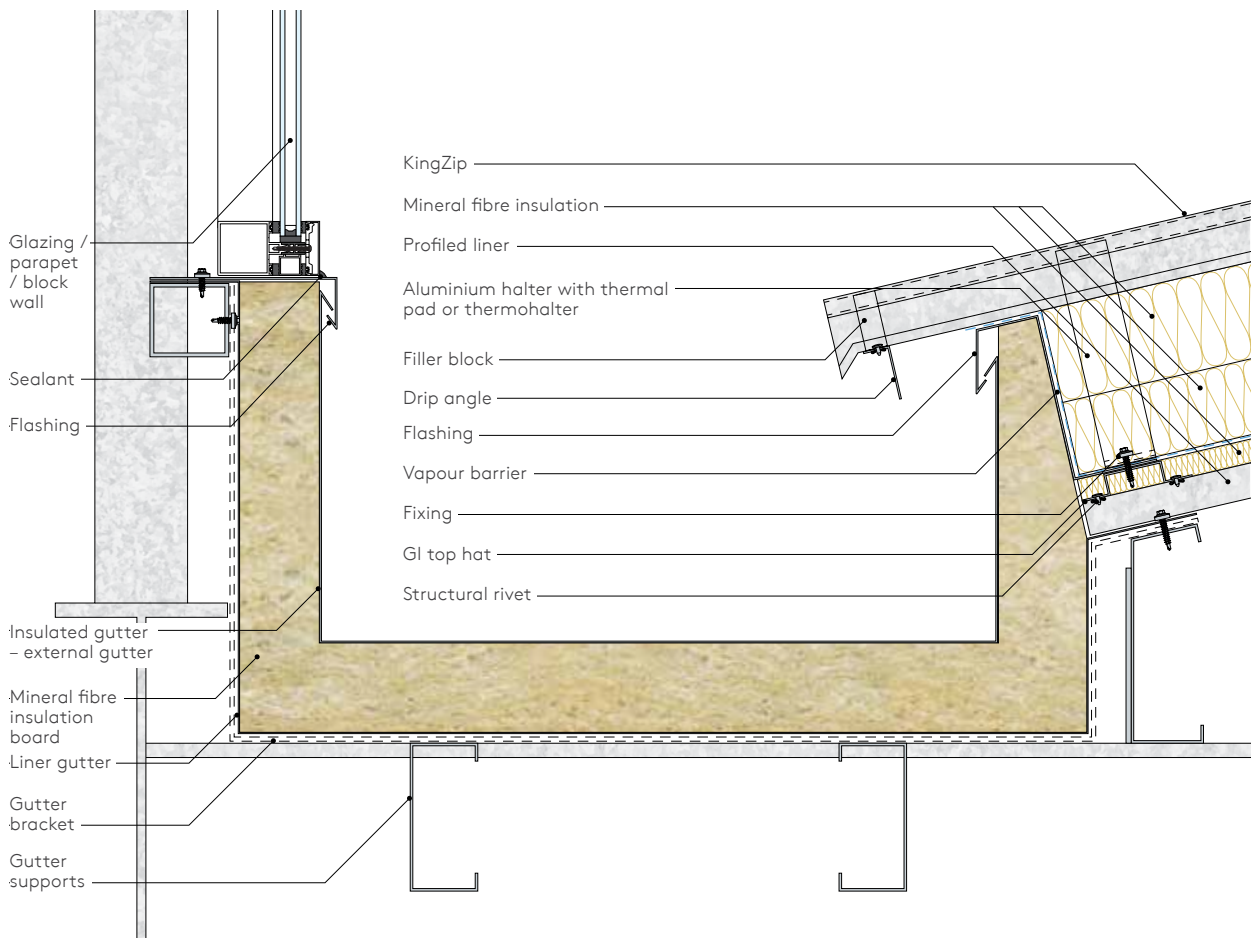 Glazing /
parapet
/ block
wall
Sealant
Flashing
Insulated gutter
– external gutter
Mineral fibre
insulation
board
Liner gutter
Gutter
bracket
Gutter
supports
KingZip
Mineral fibre insulation
Profiled liner
Aluminium halter with thermal
pad or thermohalter
Filler block
Drip angle
Flashing
Vapour barrier
Fixing
GI top hat
Structural rivet